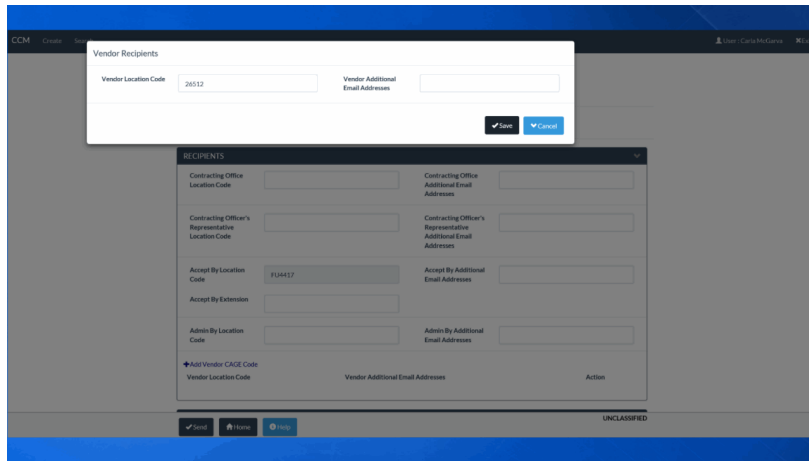 CCM Create
User : Carla McGarve
Vendor Recipients
Vendor Location Code 26512 Vendor Additional
Email Addresses
Save Cancel
RECIPIENTS
Contracting Office
Location Code
Contracting Office
Additional Email
Addresses
Contracting Officer's
Representative
Location Code
Contracting Officer's
Representative
Additional Email
Addresses
Accept By Location
Code
FU4417
Accept By Additional
Email Addresses
Accept By Extension
Admin By Location
Code
Admin By Additional
Email Addresses
+Add Vendor CAGE Code
Vendor Location Code Vendor Additional Email Addresses Action
UNCLASSIFIED
Send Home Help